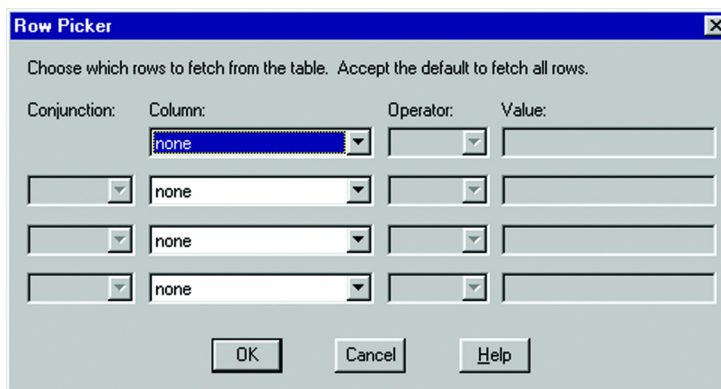 Row Picker
Choose which rows to fetch from the table. Accept the default to fetch all rows.
Conjunction: Column: Operator: Value:
none
none
none
none
OK Cancel Help